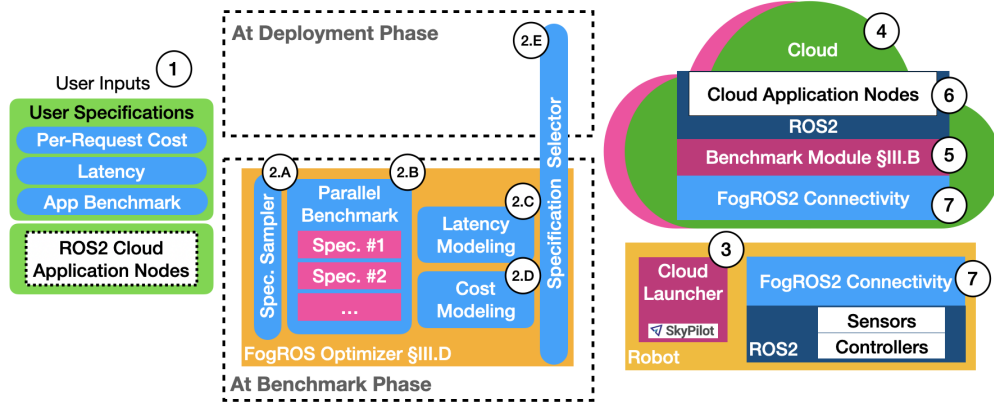 User Inputs
1
User Specifications
Per-Request Cost
Latency
App Benchmark
ROS2 Cloud
Application Nodes
At Deployment Phase
2.E
Specification Selector
2.A
Spec. Sampler
2.B
Parallel
Benchmark
Spec. #1
Spec. #2
...
2.C
Latency
Modeling
2.D
Cost
Modeling
FogROS Optimizer §III.D
At Benchmark Phase
4
Cloud
Cloud Application Nodes
6
ROS2
Benchmark Module §III.B
5
FogROS2 Connectivity
7
3
Cloud
Launcher
SkyPilot
Robot
FogROS2 Connectivity
7
Sensors
ROS2
Controllers